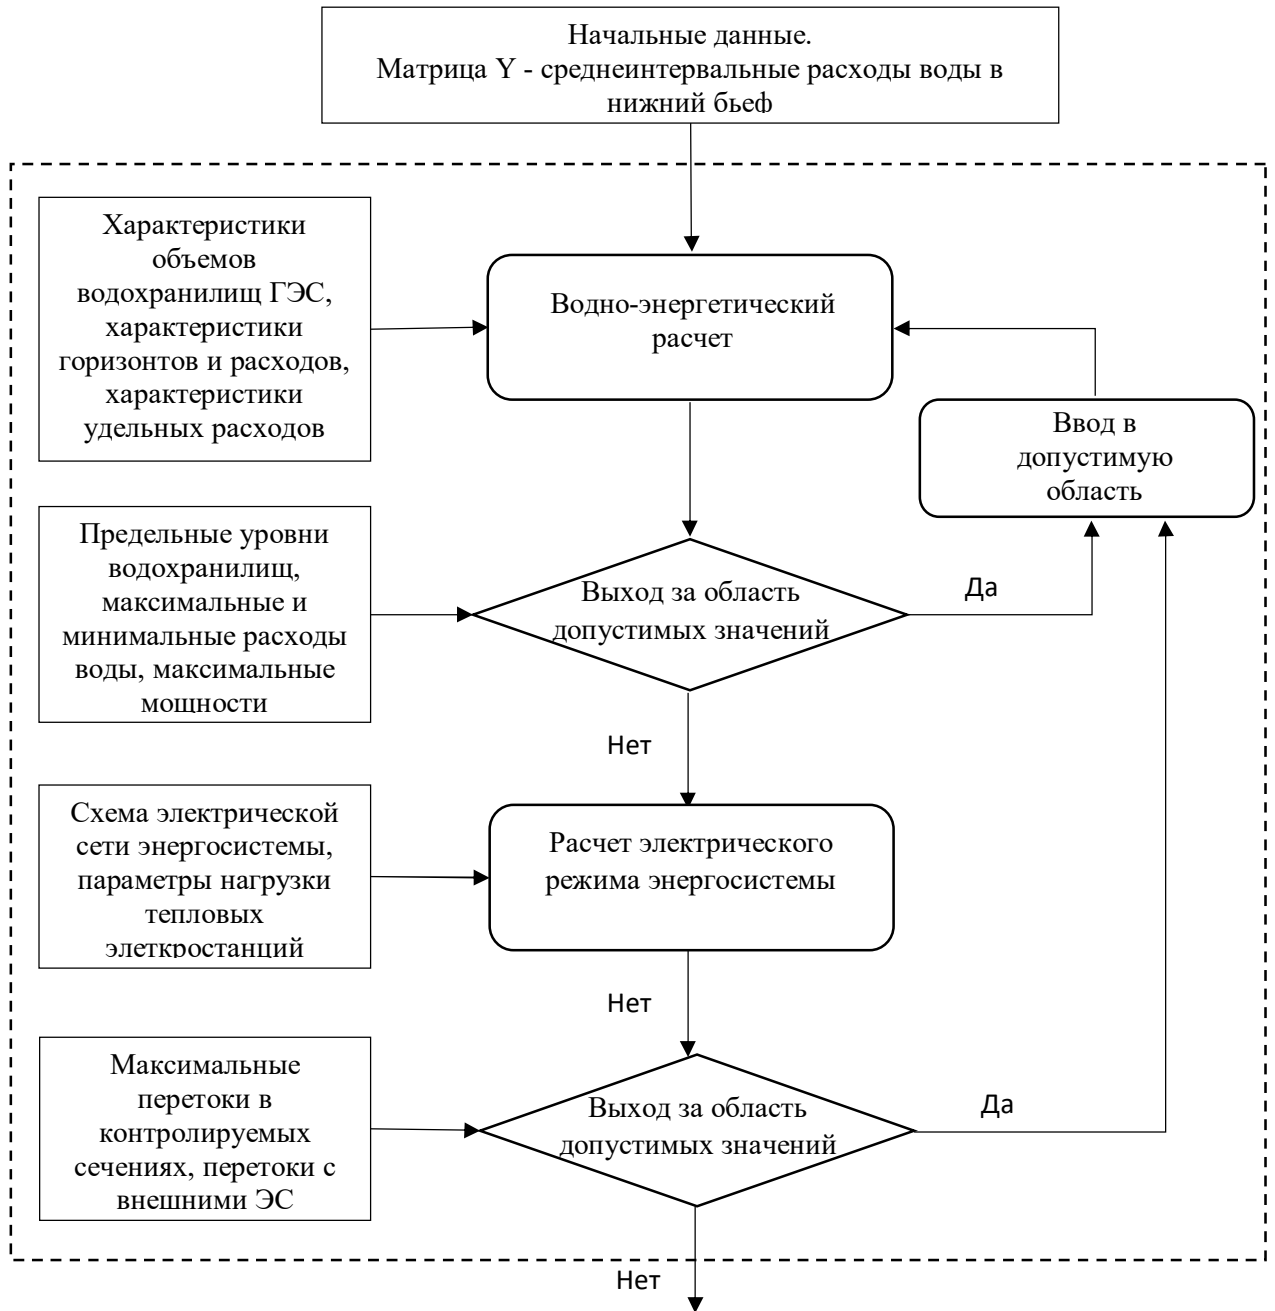 Начальные данные.
Матрица Y - среднеинтервальные расходы воды в
нижний бьеф
Характеристики
объемов
водохранилищ ГЭС,
характеристики
горизонтов и расходов,
характеристики
удельных расходов
Водно-энергетический
расчет
Ввод в
допустимую
область
Предельные уровни
водохранилищ,
максимальные и
минимальные расходы
воды, максимальные
мощности
Выход за область
допустимых значений
Да
Нет
Схема электрической
сети энергосистемы,
параметры нагрузки
тепловых
элеткростанций
Расчет электрического
режима энергосистемы
Нет
Максимальные
перетоки в
контролируемых
сечениях, перетоки с
внешними ЭС
Выход за область
допустимых значений
Да
Нет